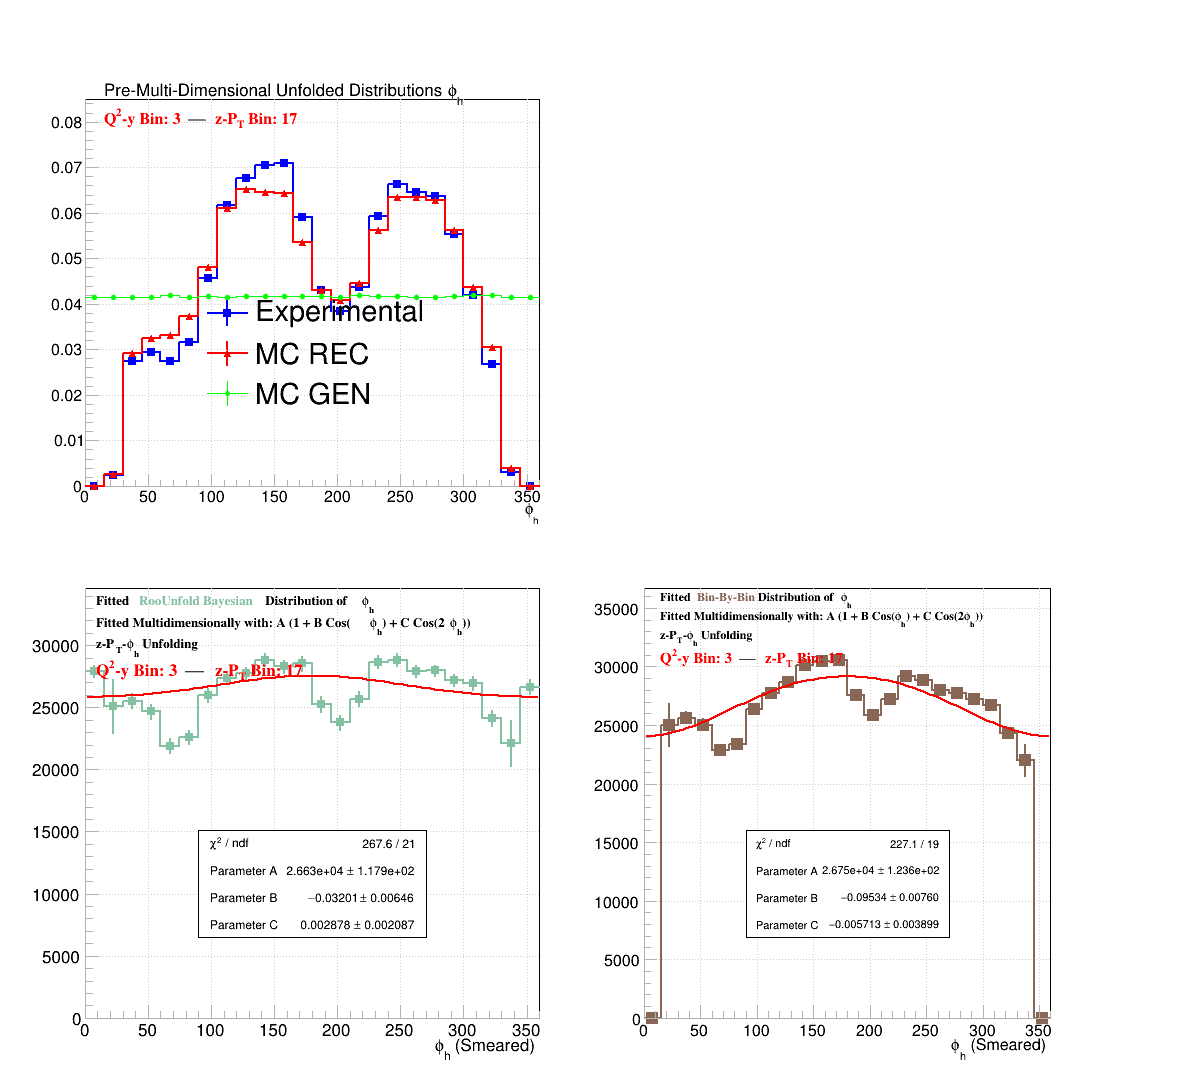 Pre-Multi-Dimensional Unfolded Distributions ϕh
Q2-y Bin: 3 — z-PT Bin: 17
0.08
0.07
0.06
0.05
0.04
0.03
0.02
0.01
0
Experimental
MC REC
MC GEN
0 50 100 150 200 250 300 350
ϕh
Fitted RooUnfold Bayesian Distribution of ϕh
Fitted Multidimensionally with: A (1 + B Cos(ϕh) + C Cos(2 ϕh))
z-PT-ϕh Unfolding
Q2-y Bin: 3 — z-PT Bin: 17
30000
25000
20000
15000
10000
5000
0
χ2 / ndf 267.6 / 21
Parameter A 2.663e+04 ± 1.179e+02
Parameter B −0.03201 ± 0.00646
Parameter C 0.002878 ± 0.002087
0 50 100 150 200 250 300 350
ϕh (Smeared)
Fitted Bin-By-Bin Distribution of ϕh
Fitted Multidimensionally with: A (1 + B Cos(ϕh) + C Cos(2ϕh))
z-PT-ϕh Unfolding
Q2-y Bin: 3 — z-PT Bin: 17
35000
30000
25000
20000
15000
10000
5000
0
χ2 / ndf 227.1 / 19
Parameter A 2.675e+04 ± 1.236e+02
Parameter B −0.09534 ± 0.00760
Parameter C −0.005713 ± 0.003899
0 50 100 150 200 250 300 350
ϕh (Smeared)